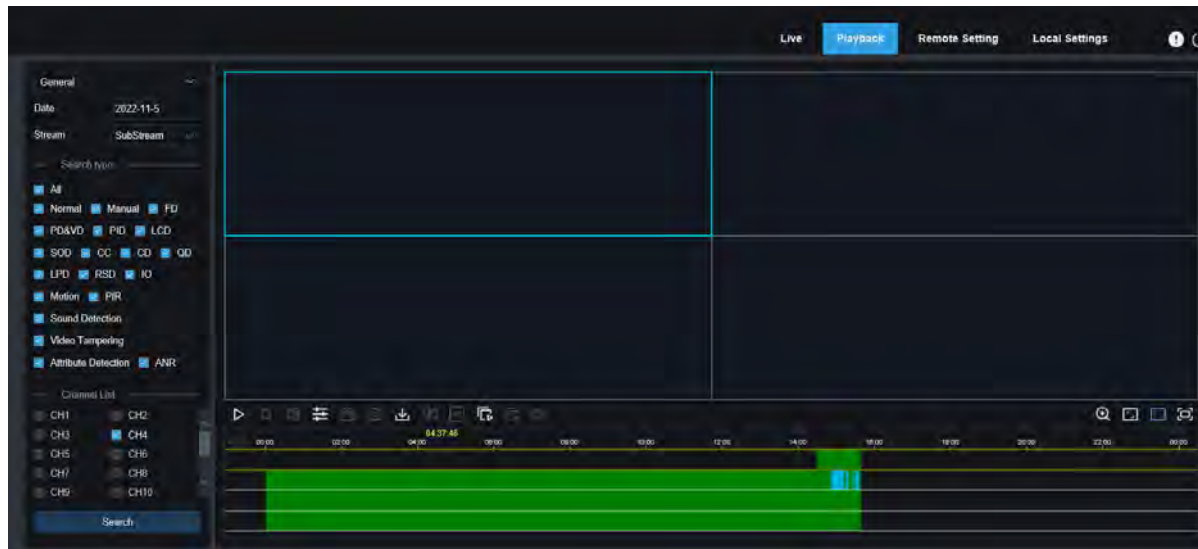 Live Playback Remote Setting Local Settings
General
Date 2022-11-5
Stream SubStream
Search type
All
Normal Manual FD
PD&VD PID LCD
SOD CC CD QD
LPD RSD IO
Motion PIR
Sound Detection
Video Tampering
Attribute Detection ANR
Channel List
CH1 CH2
CH3 CH4
CH5 CH6
CH7 CH8
CH9 CH10
Search
04:37:46
00:00 02:00 04:00 06:00 08:00 10:00 12:00 14:00 16:00 18:00 20:00 22:00 00:00